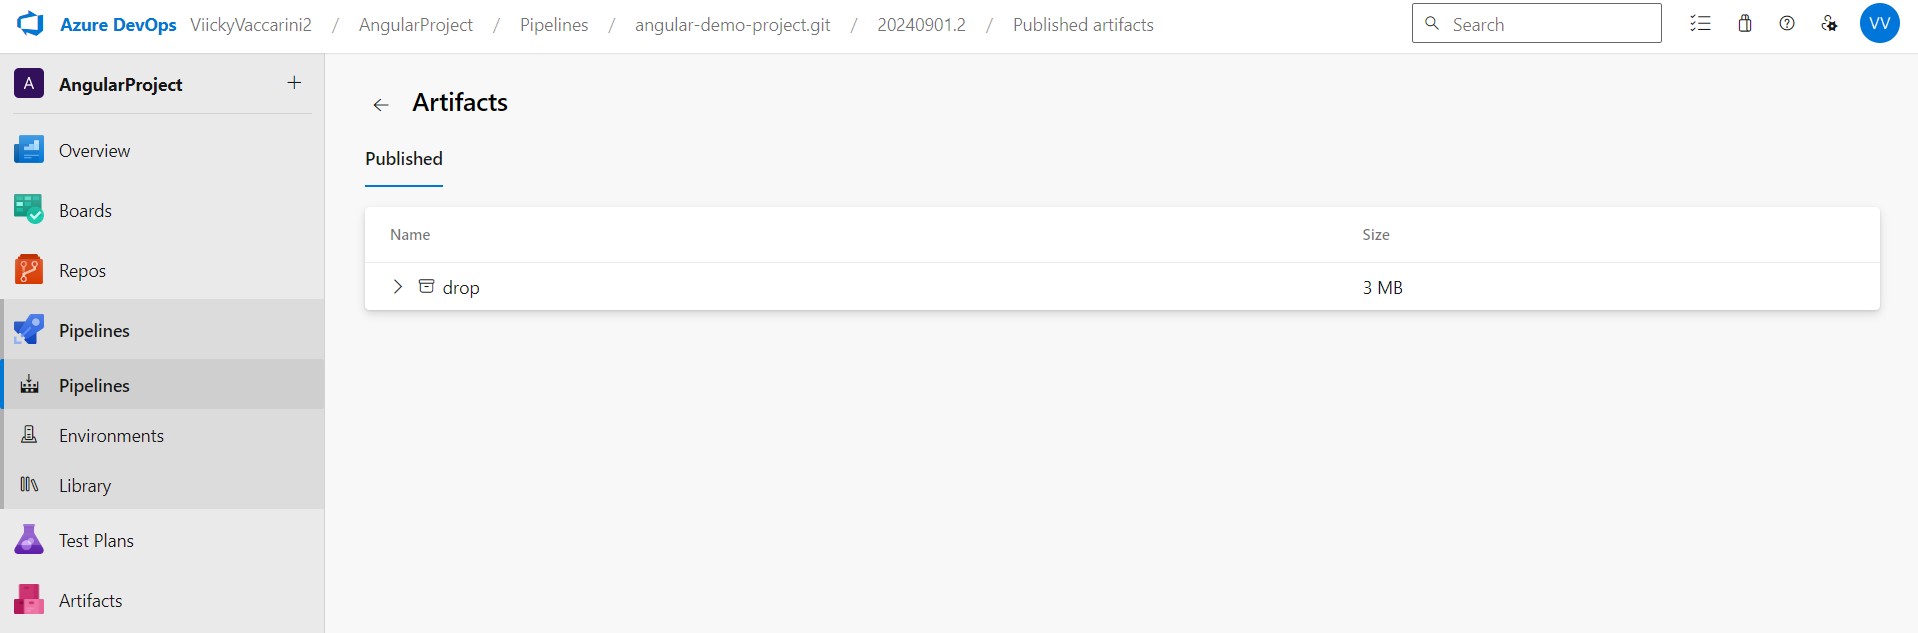 Azure DevOps ViickyVaccarini2 / AngularProject / Pipelines / angular-demo-project.git / 20240901.2 / Published artifacts
Search
VV
A AngularProject +
Overview
Boards
Repos
Pipelines
Pipelines
Environments
Library
Test Plans
Artifacts
Artifacts
Published
Name Size
drop 3 MB